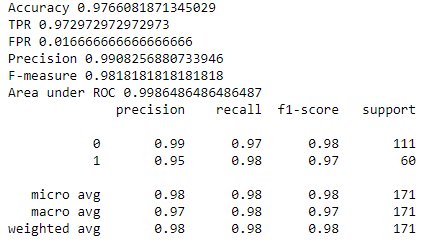 Accuracy 0.9766081871345029
TPR 0.972972972972973
FPR 0.016666666666666666
Precision 0.9908256880733946
F-measure 0.9818181818181818
Area under ROC 0.9986486486486487
precision recall f1-score support
0 0.99 0.97 0.98 111
1 0.95 0.98 0.97 60
micro avg 0.98 0.98 0.98 171
macro avg 0.97 0.98 0.97 171
weighted avg 0.98 0.98 0.98 171